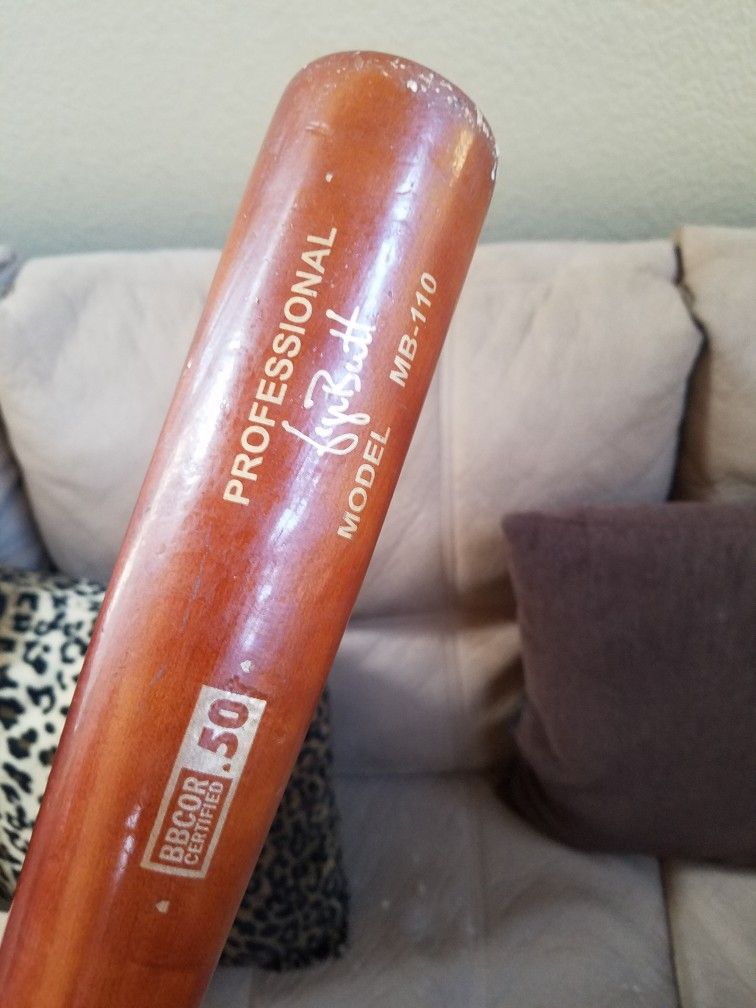 PROFESSIONAL
MODEL MB-110
BBCOR
CERTIFIED
.50